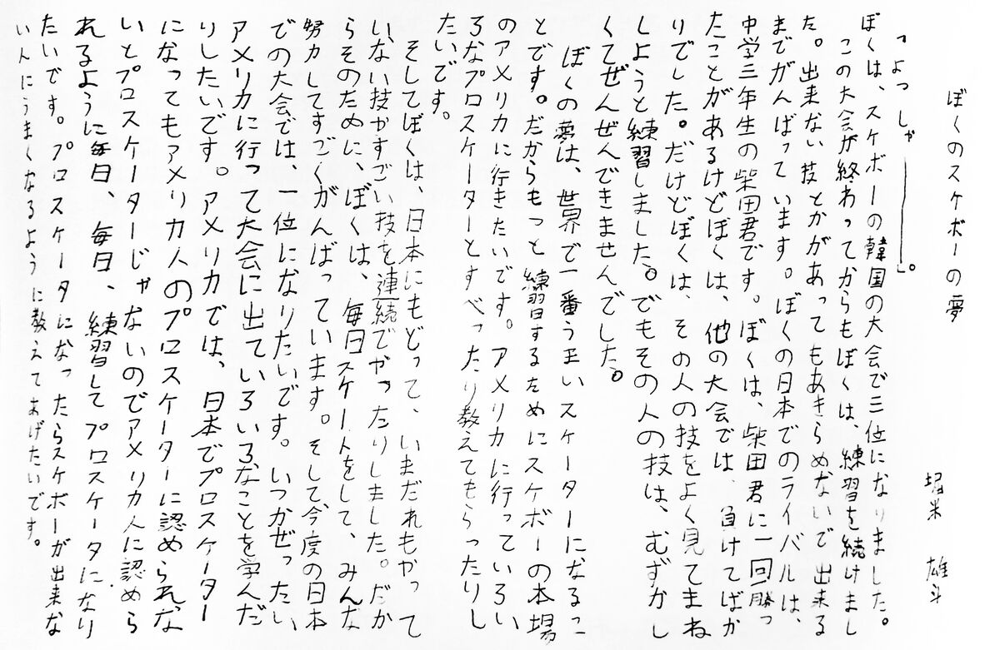 ぼくのスケボーの夢
堀米 雄斗
「よっしゃ――――」。
ぼくは、スケボーの韓国の大会で三位になりました。
この大会が終わってからもぼくは、練習を続けまし
た。出来ない技とかがあってもあきらめないで出来る
までがんばっています。ぼくの日本でのライバルは、
中学三年生の柴田君です。ぼくは、柴田君に一回勝っ
たことがあるけどぼくは、他の大会では、負けてばか
りでした。だけどぼくは、その人の技をよく見てまね
しようと練習しました。でもその人の技は、むずかし
くてぜんぜんできませんでした。
ぼくの夢は、世界で一番うまいスケーターになるこ
とです。だからもっと練習するためにスケボーの本場
のアメリカに行きたいです。アメリカに行っていろい
ろなプロスケーターとすべったり教えてもらったりし
たいです。
そしてぼくは、日本にもどって、いまだれもやって
いない技やすごい技を連続でやったりしました。だか
らそのために、ぼくは、毎日スケートをして、みんな
努力してすごくがんばっています。そして今度の日本
での大会では、一位になりたいです。いつかぜったい
アメリカに行って大会に出ていろいろなことを学んだ
りしたいです。アメリカでは、日本でプロスケーター
になってもアメリカ人のプロスケーターに認められな
いとプロスケーターじゃないのでアメリカ人に認めら
れるように毎日、毎日、練習してプロスケータになり
たいです。プロスケータになったらスケボーが出来な
い人にうまくなるように教えてあげたいです。